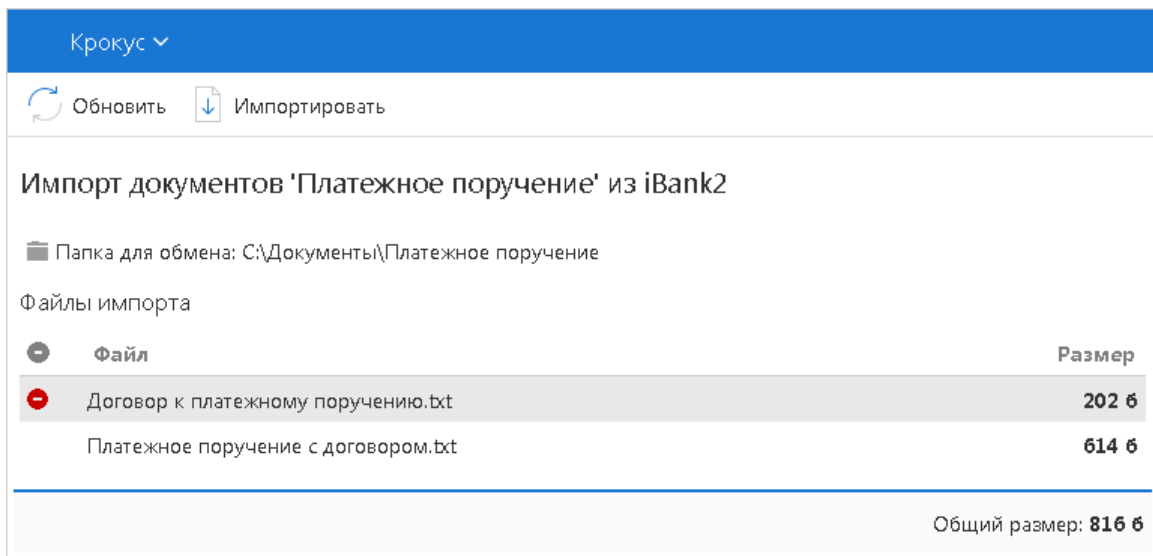 Крокус
Обновить Импортировать
Импорт документов 'Платежное поручение' из iBank2
Папка для обмена: C:\Документы\Платежное поручение
Файлы импорта
Файл Размер
Договор к платежному поручению.txt 202 б
Платежное поручение с договором.txt 614 б
Общий размер: 816 б